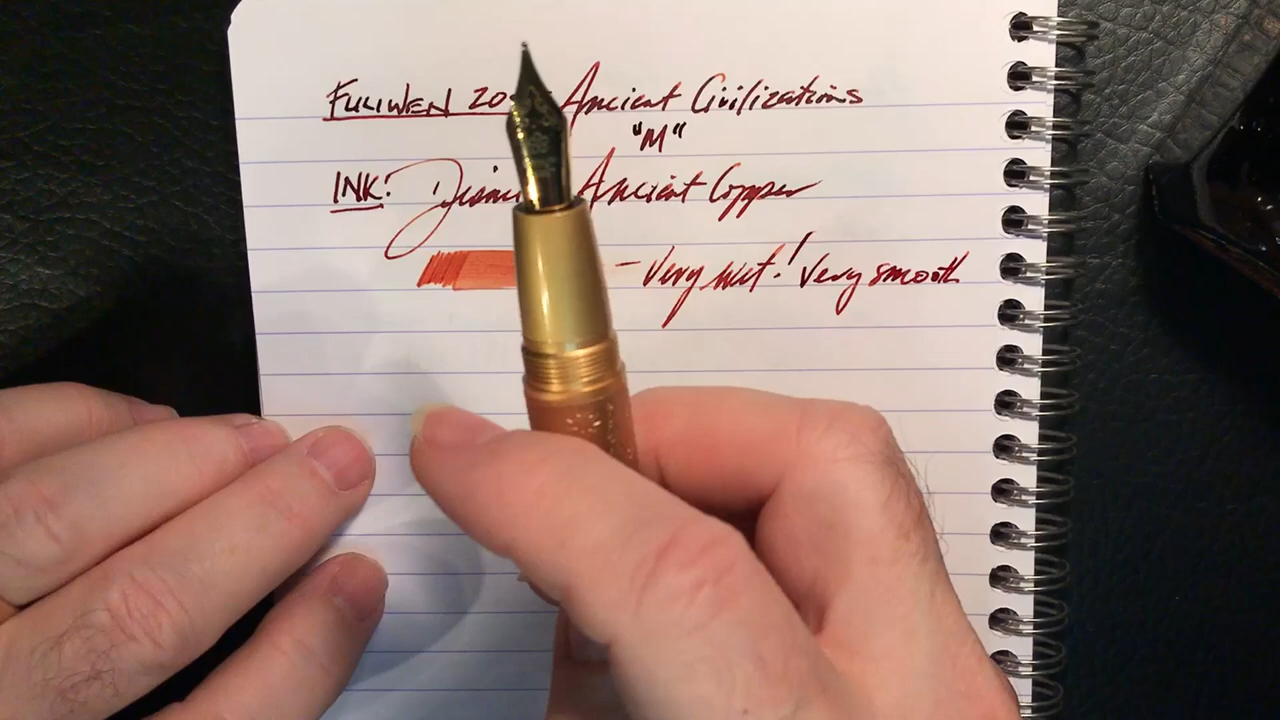 FULIWEN 20 Ancient Civilizations
"M"
INK: Ancient Copper
- Very wet! Very smooth